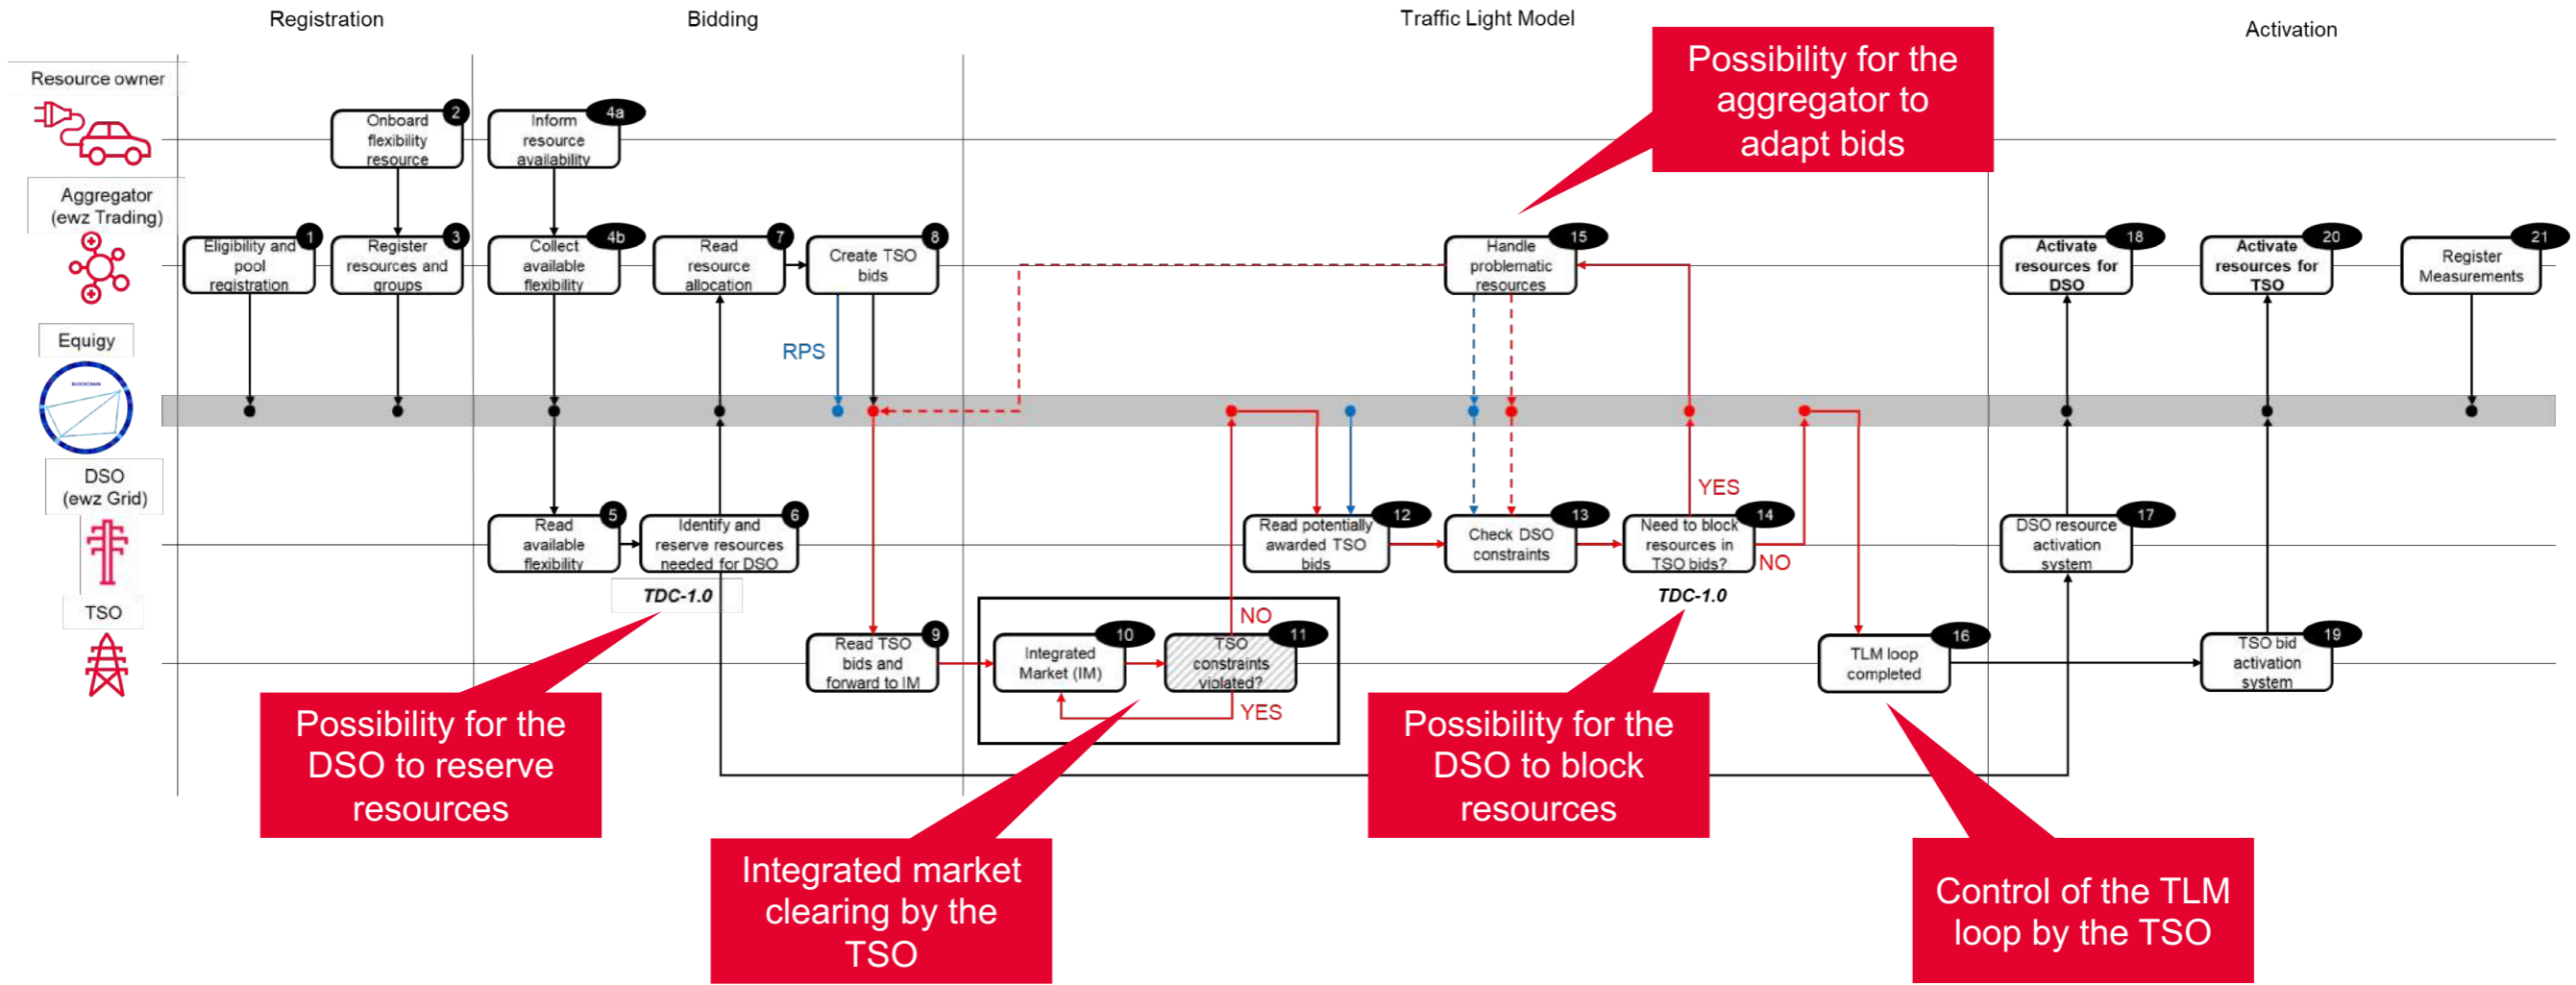 Registration
Bidding
Traffic Light Model
Activation
Resource owner
Aggregator
(ewz Trading)
Equigy
BLOCKCHAIN
DSO
(ewz Grid)
TSO
2
Onboard
flexibility
resource
4a
Inform
resource
availability
1
Eligibility and
pool
registration
3
Register
resources and
groups
4b
Collect
available
flexibility
7
Read
resource
allocation
8
Create TSO
bids
15
Handle
problematic
resources
18
Activate
resources for
DSO
20
Activate
resources for
TSO
21
Register
Measurements
RPS
5
Read
available
flexibility
6
Identify and
reserve resources
needed for DSO
TDC-1.0
12
Read potentially
awarded TSO
bids
13
Check DSO
constraints
YES
14
Need to block
resources in
TSO bids?
NO
TDC-1.0
17
DSO resource
activation
system
9
Read TSO
bids and
forward to IM
10
Integrated
Market (IM)
NO
11
TSO
constraints
violated?
YES
16
TLM loop
completed
19
TSO bid
activation
system
Possibility for the
aggregator to
adapt bids
Possibility for the
DSO to reserve
resources
Integrated market
clearing by the
TSO
Possibility for the
DSO to block
resources
Control of the TLM
loop by the TSO